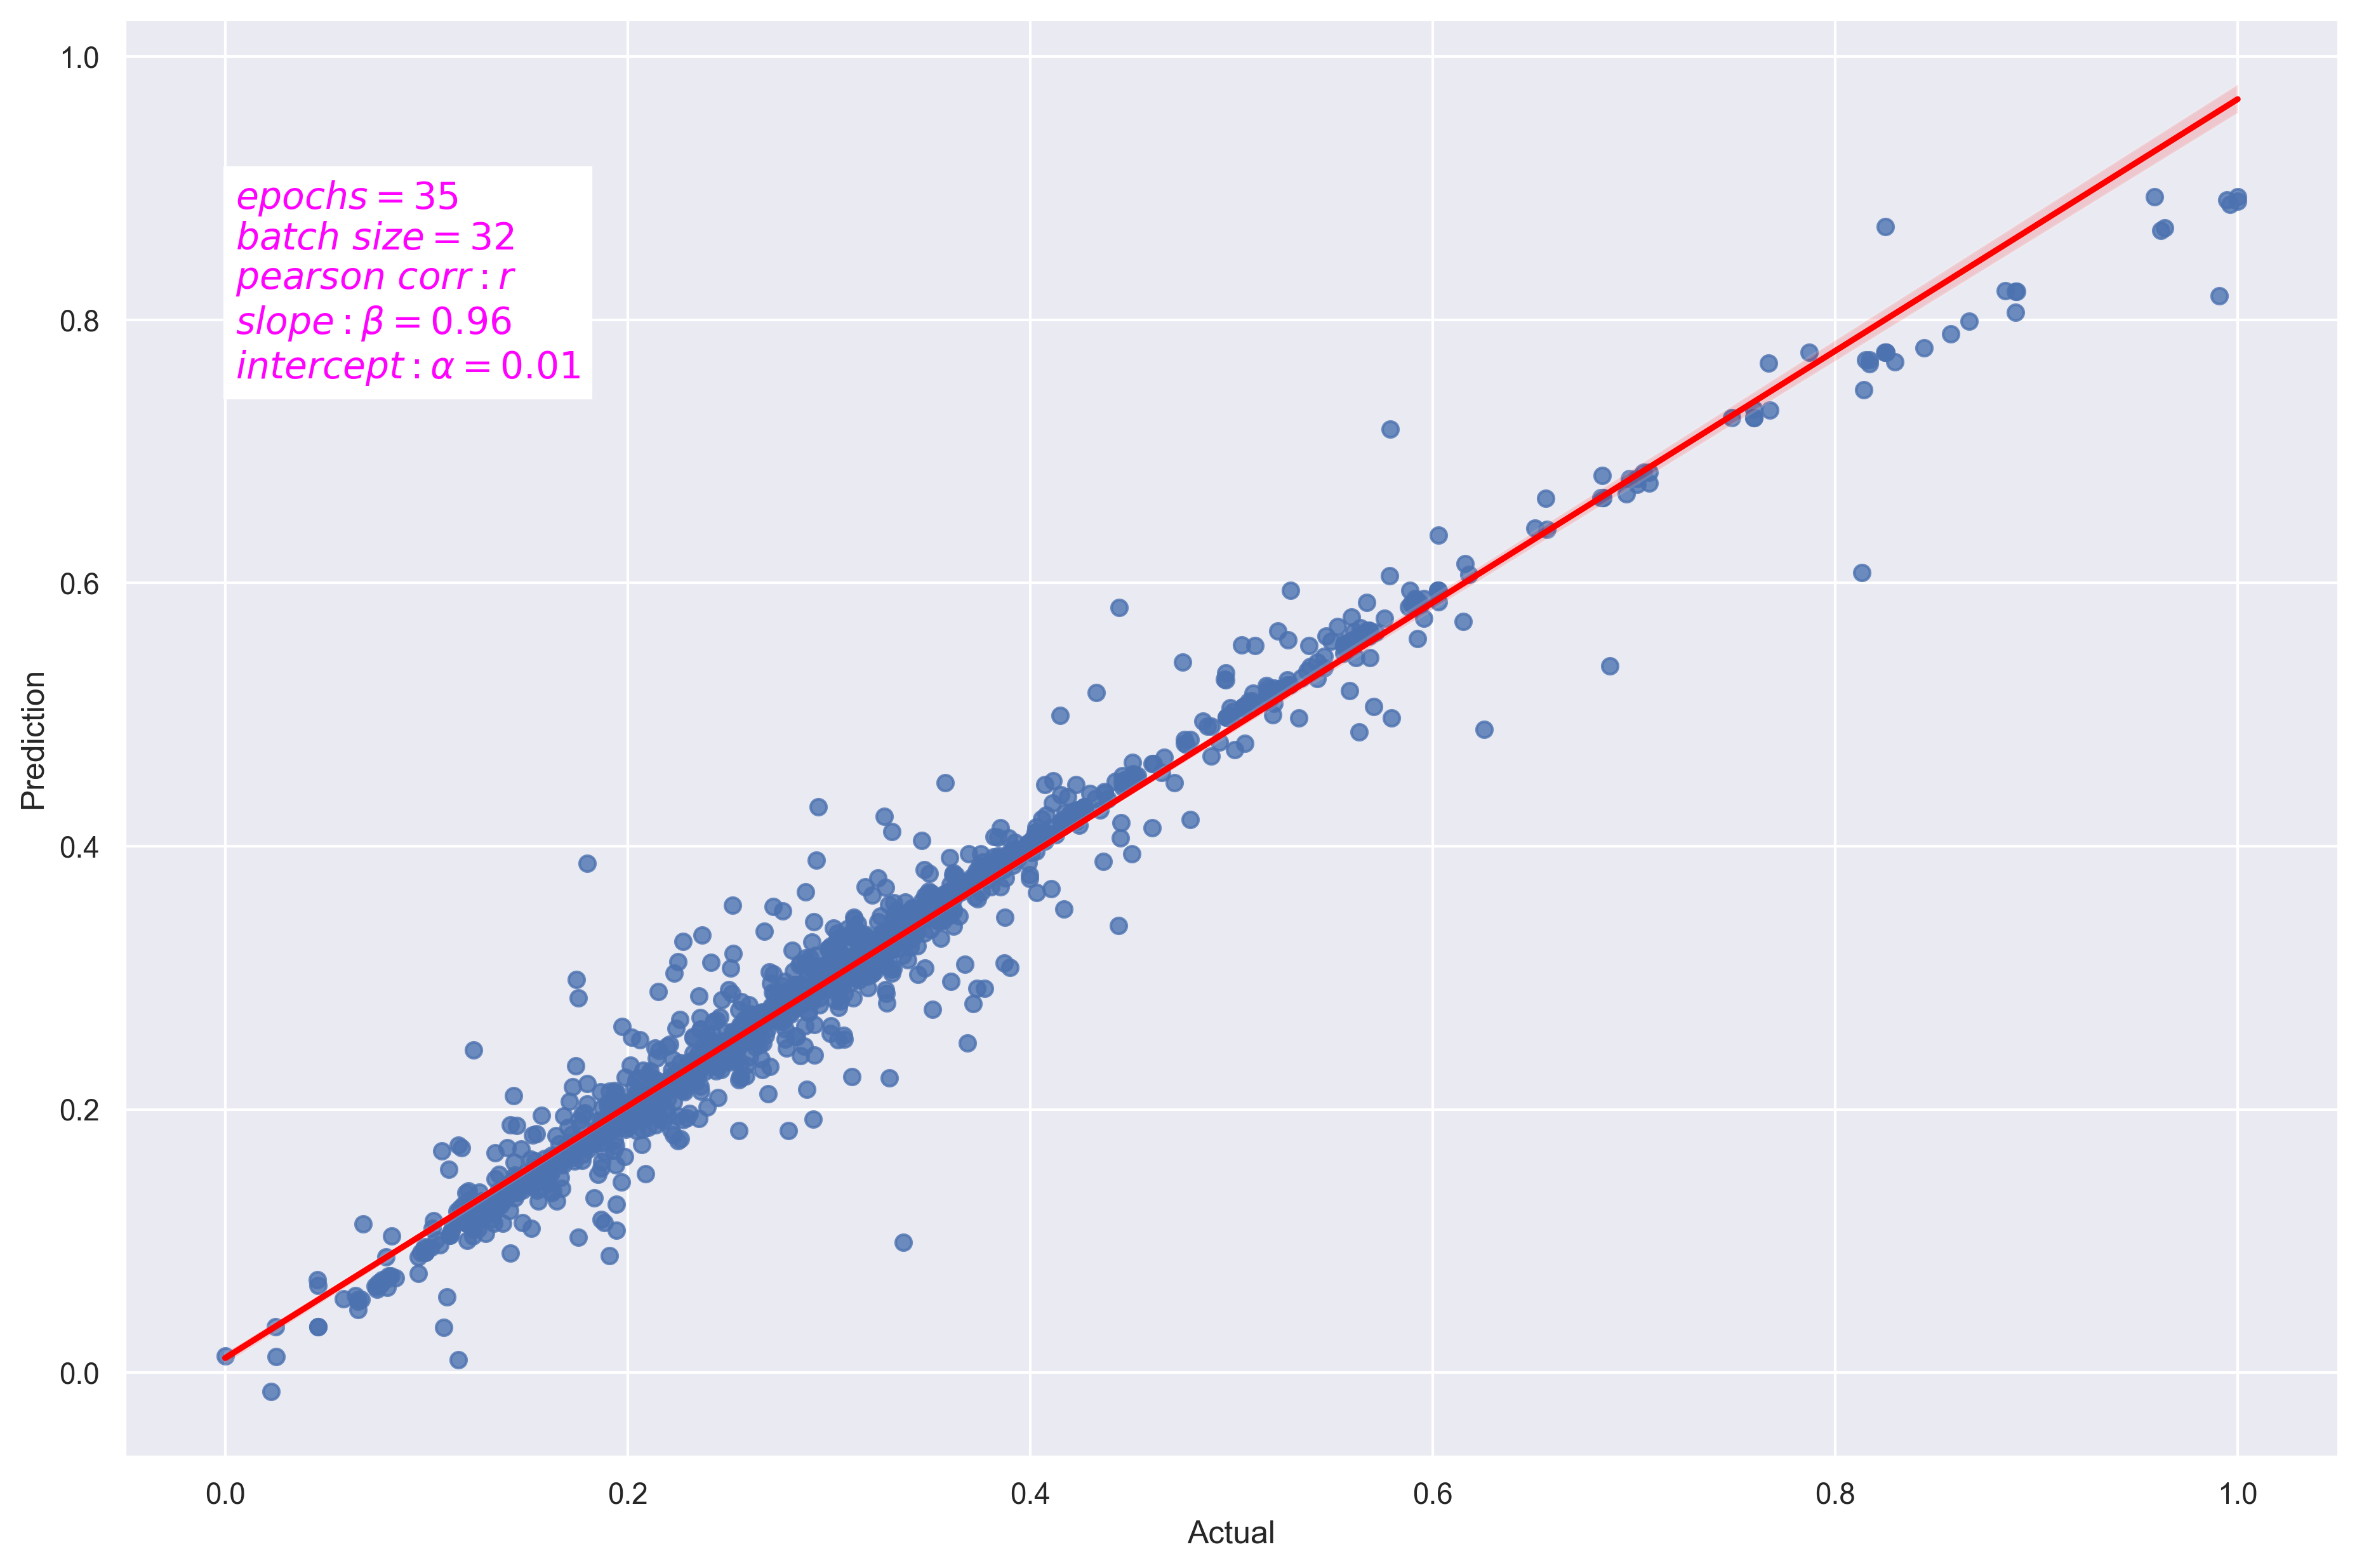 1.0
0.8
0.6
0.4
0.2
0.0
Prediction
epochs = 35
batch size = 32
pearson corr : r
slope : β = 0.96
intercept : α = 0.01
0.0 0.2 0.4 0.6 0.8 1.0
Actual